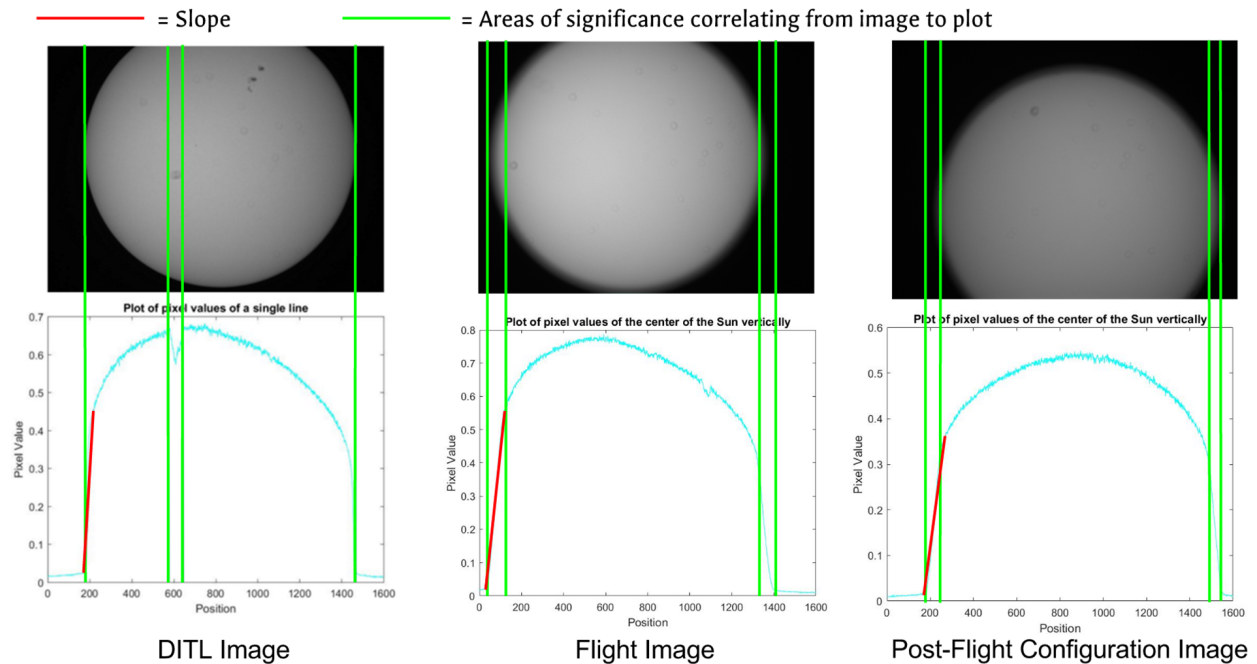 = Slope
= Areas of significance correlating from image to plot
Plot of pixel values of a single line
0.7
0.6
0.5
0.4
0.3
0.2
0.1
0
Pixel Value
0 200 400 600 800 1000 1200 1400 1600
Position
DITL Image
Plot of pixel values of the center of the Sun vertically
0.8
0.7
0.6
0.5
0.4
0.3
0.2
0.1
0
Pixel Value
0 200 400 600 800 1000 1200 1400 1600
Position
Flight Image
Plot of pixel values of the center of the Sun vertically
0.6
0.5
0.4
0.3
0.2
0.1
0
Pixel Value
0 200 400 600 800 1000 1200 1400 1600
Position
Post-Flight Configuration Image